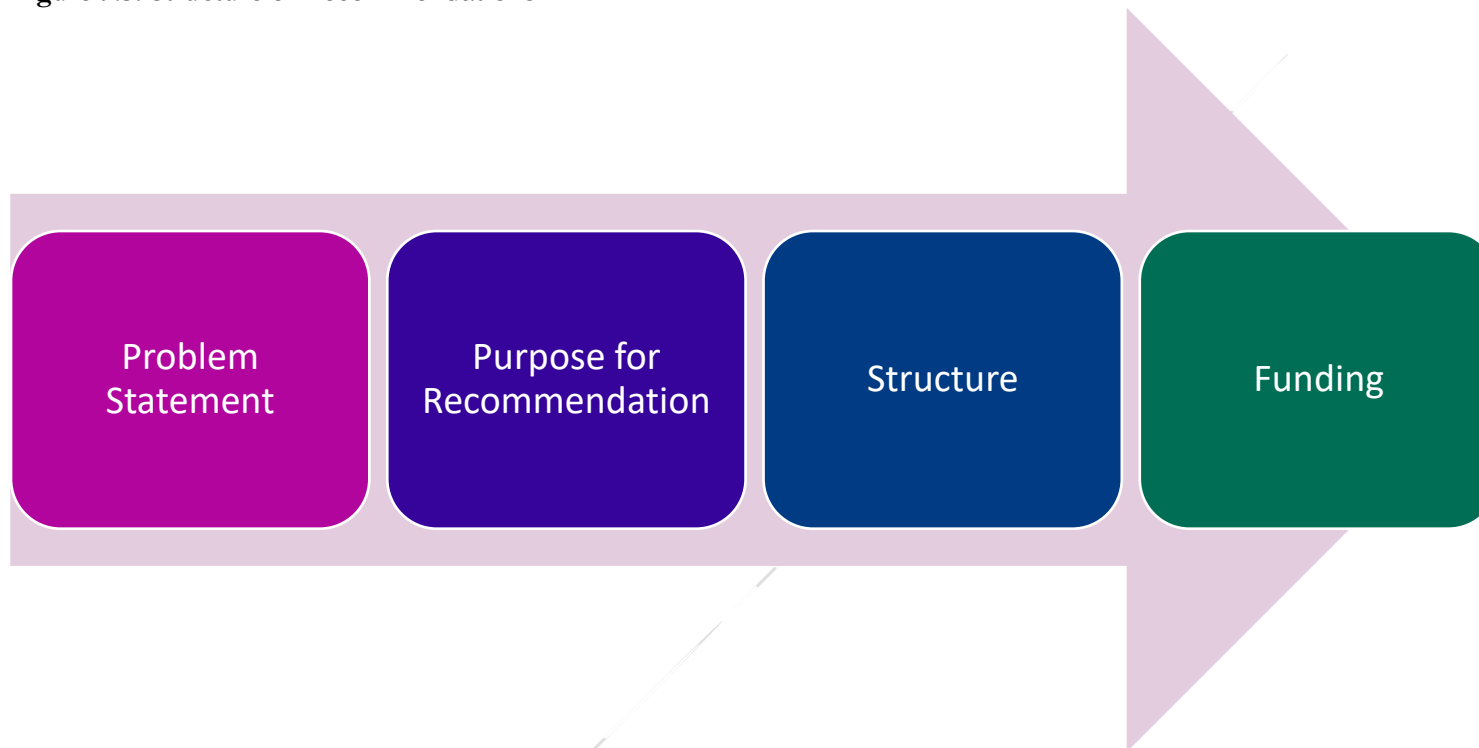 Problem
Statement
Purpose for
Recommendation
Structure
Funding